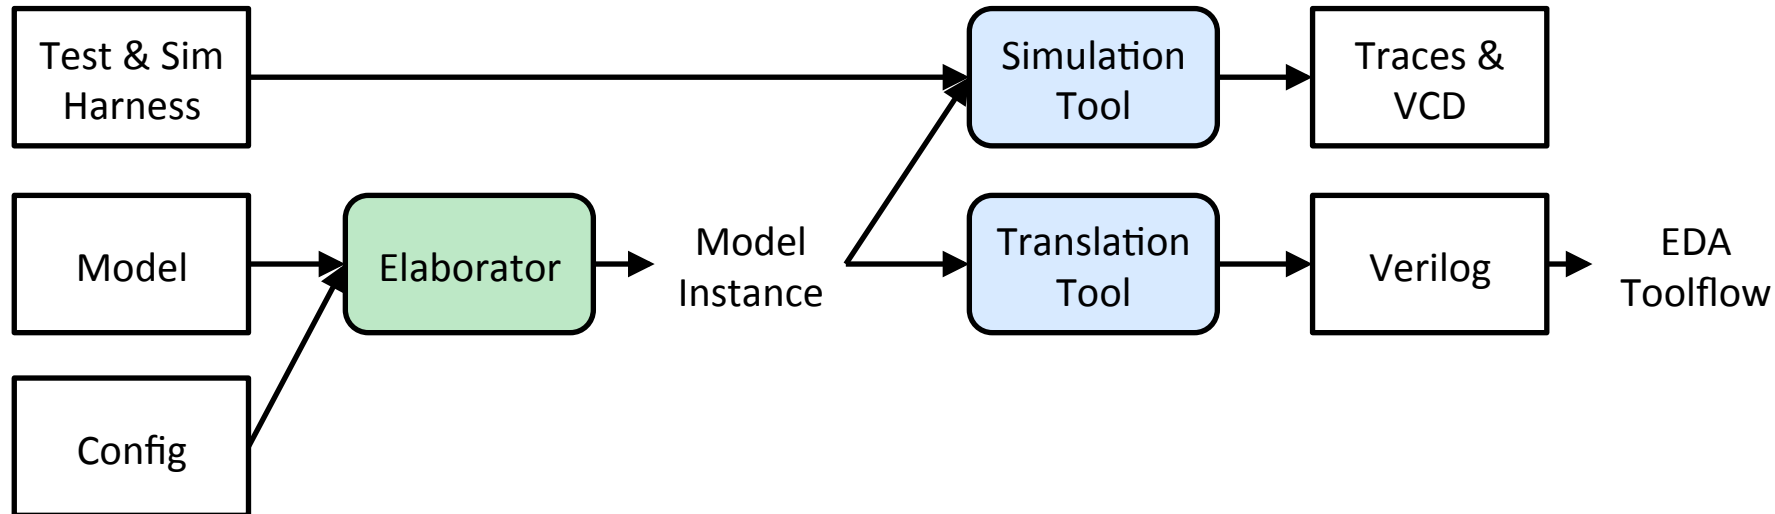 Test & Sim
Harness
Simulation
Tool
Traces &
VCD
Model
Elaborator
Model
Instance
Translation
Tool
Verilog
EDA
Toolflow
Config